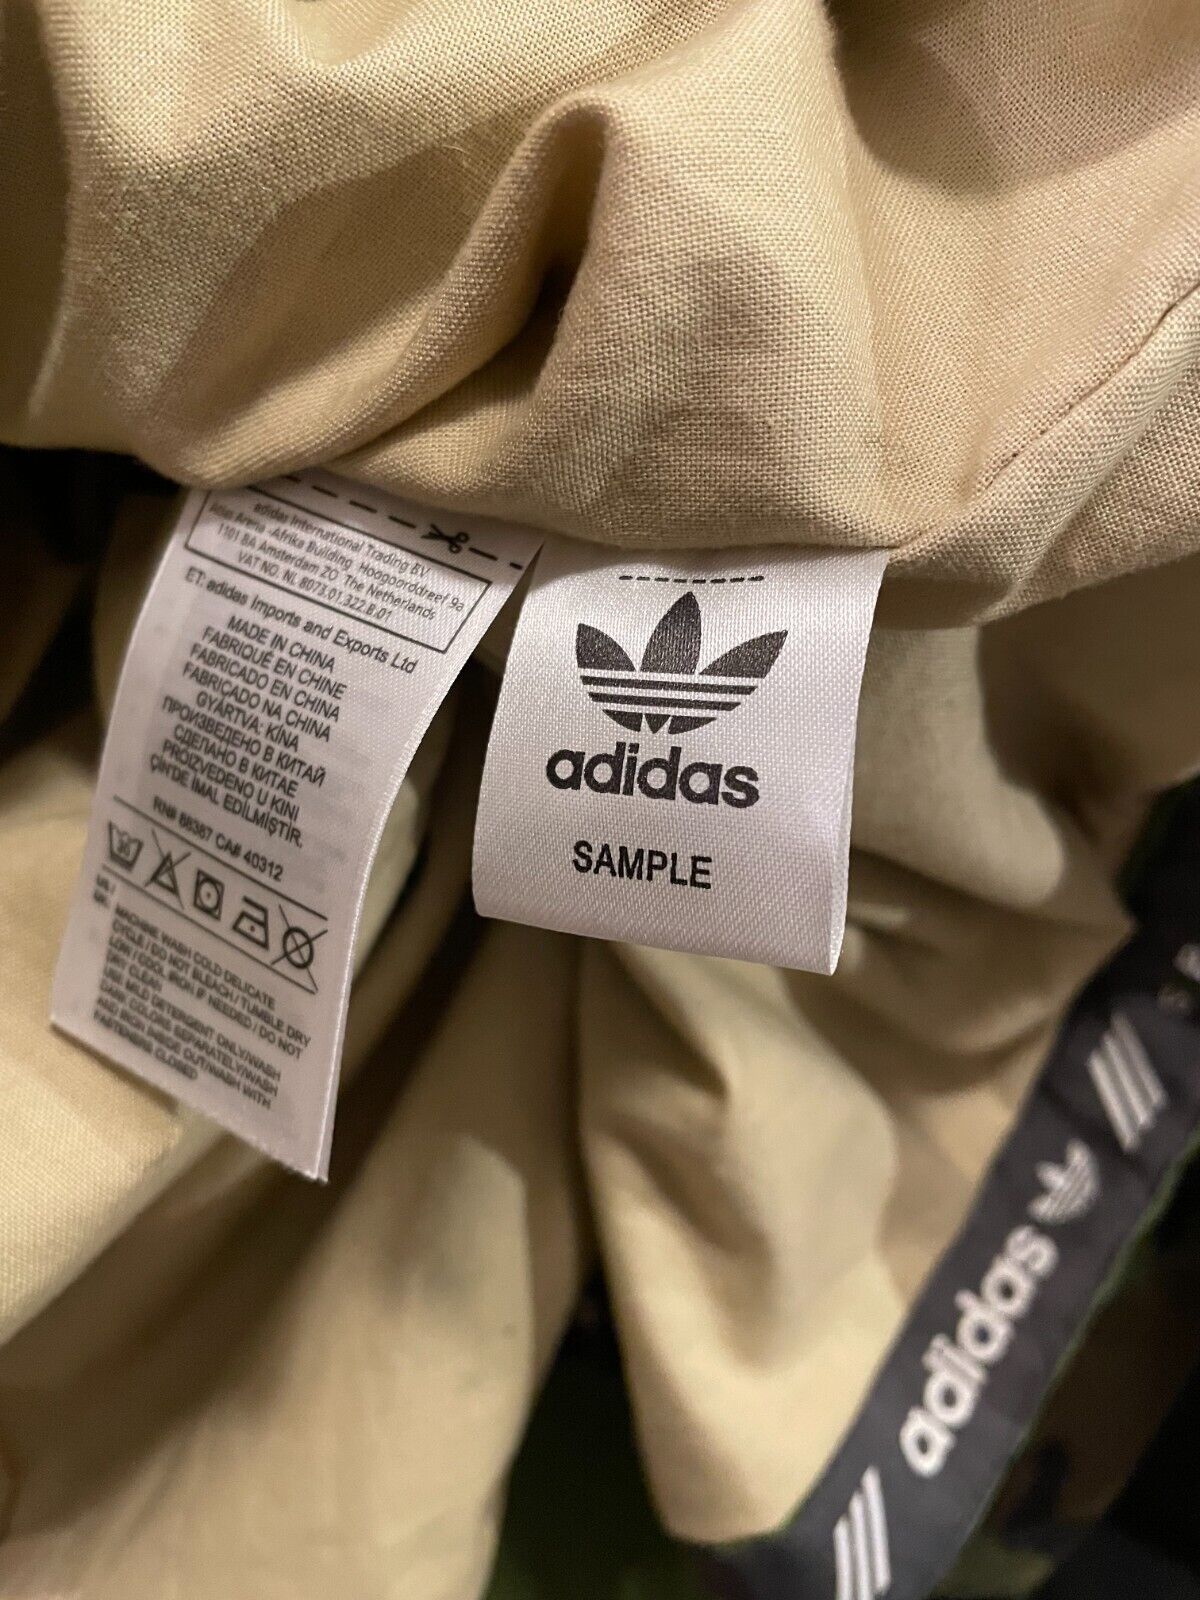 adidas International Trading BV
Atlas Arena -Afrika Building Hoogoorddreef 9a
1101 BA Amsterdam ZO The Netherlands
VAT NO. NL 8073.01.322.B.01
ET: adidas Imports and Exports Ltd
MADE IN CHINA
FABRIQUÉ EN CHINE
FABRICADO EN CHINA
FABRICADO NA CHINA
GYÁRTVA: KÍNA
ПРОИЗВЕДЕНО В КИТАЙ
СДЕЛАНО В КИТАЕ
PROIZVEDENO U KINI
ÇİN'DE İMAL EDİLMİŞTİR.
RN# 88387 CA# 40312
30
MACHINE WASH COLD DELICATE
CYCLE / DO NOT BLEACH / TUMBLE DRY
LOW / COOL IRON IF NEEDED / DO NOT
DRY CLEAN
USE MILD DETERGENT ONLY/WASH
DARK COLORS SEPARATELY/WASH
AND IRON INSIDE OUT/WASH WITH
FASTENERS CLOSED
adidas
SAMPLE
adidas